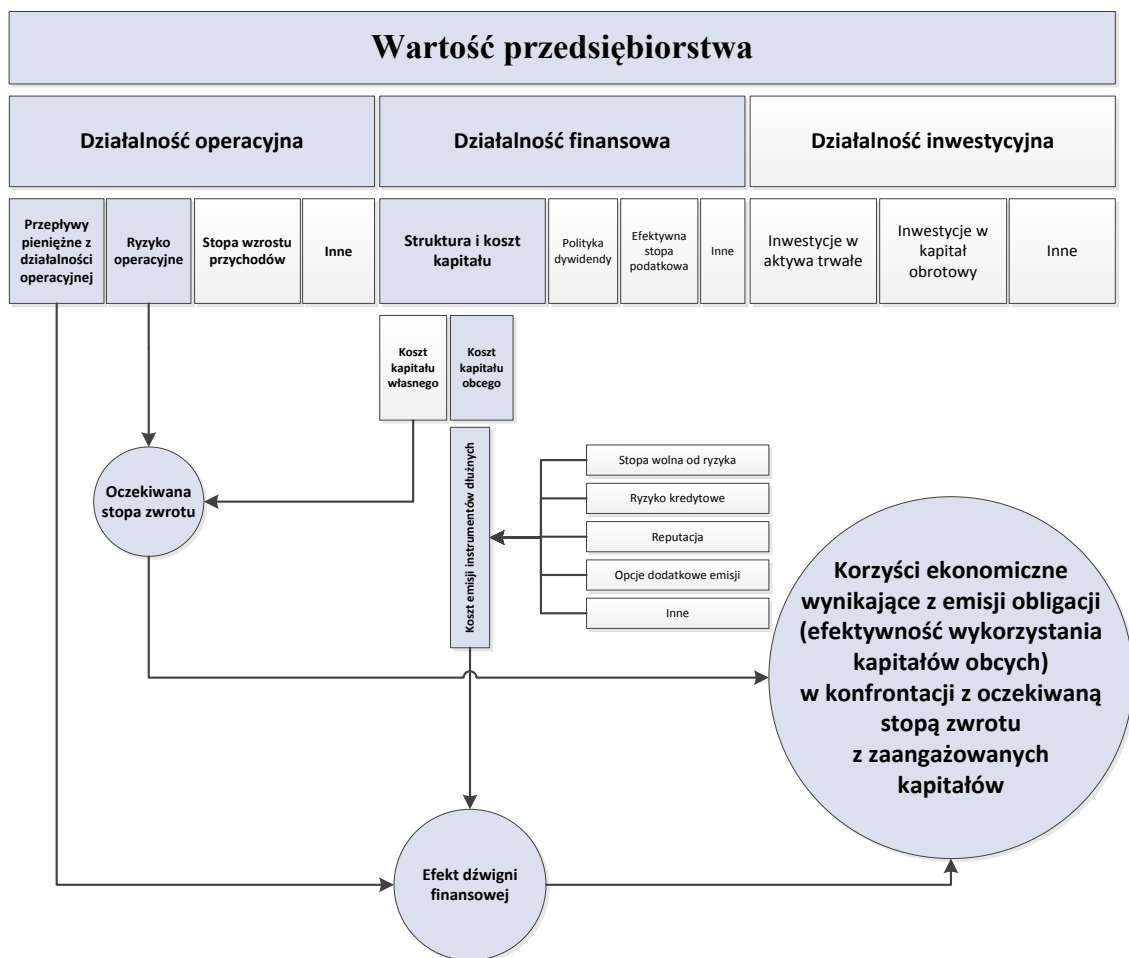 Wartość przedsiębiorstwa
Działalność operacyjna
Działalność finansowa
Działalność inwestycyjna
Przepływy
pieniężne z
działalności
operacyjnej
Ryzyko
operacyjne
Stopa wzrostu
przychodów
Inne
Struktura i koszt
kapitału
Polityka
dywidendy
Efektywna
stopa
podatkowa
Inne
Inwestycje w
aktywa trwałe
Inwestycje w
kapitał
obrotowy
Inne
Koszt
kapitału
własnego
Koszt
kapitału
obcego
Koszt emisji instrumentów dłużnych
Stopa wolna od ryzyka
Ryzyko kredytowe
Reputacja
Opcje dodatkowe emisji
Inne
Oczekiwana
stopa zwrotu
Korzyści ekonomiczne
wynikające z emisji obligacji
(efektywność wykorzystania
kapitałów obcych)
w konfrontacji z oczekiwaną
stopą zwrotu
z zaangażowanych
kapitałów
Efekt dźwigni
finansowej